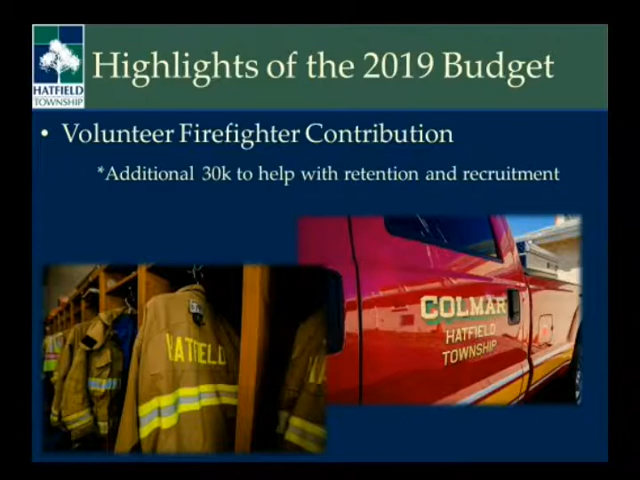 HATFIELD
TOWNSHIP
Highlights of the 2019 Budget
• Volunteer Firefighter Contribution
*Additional 30k to help with retention and recruitment
COLMAR
HATFIELD
TOWNSHIP
HATFIELD